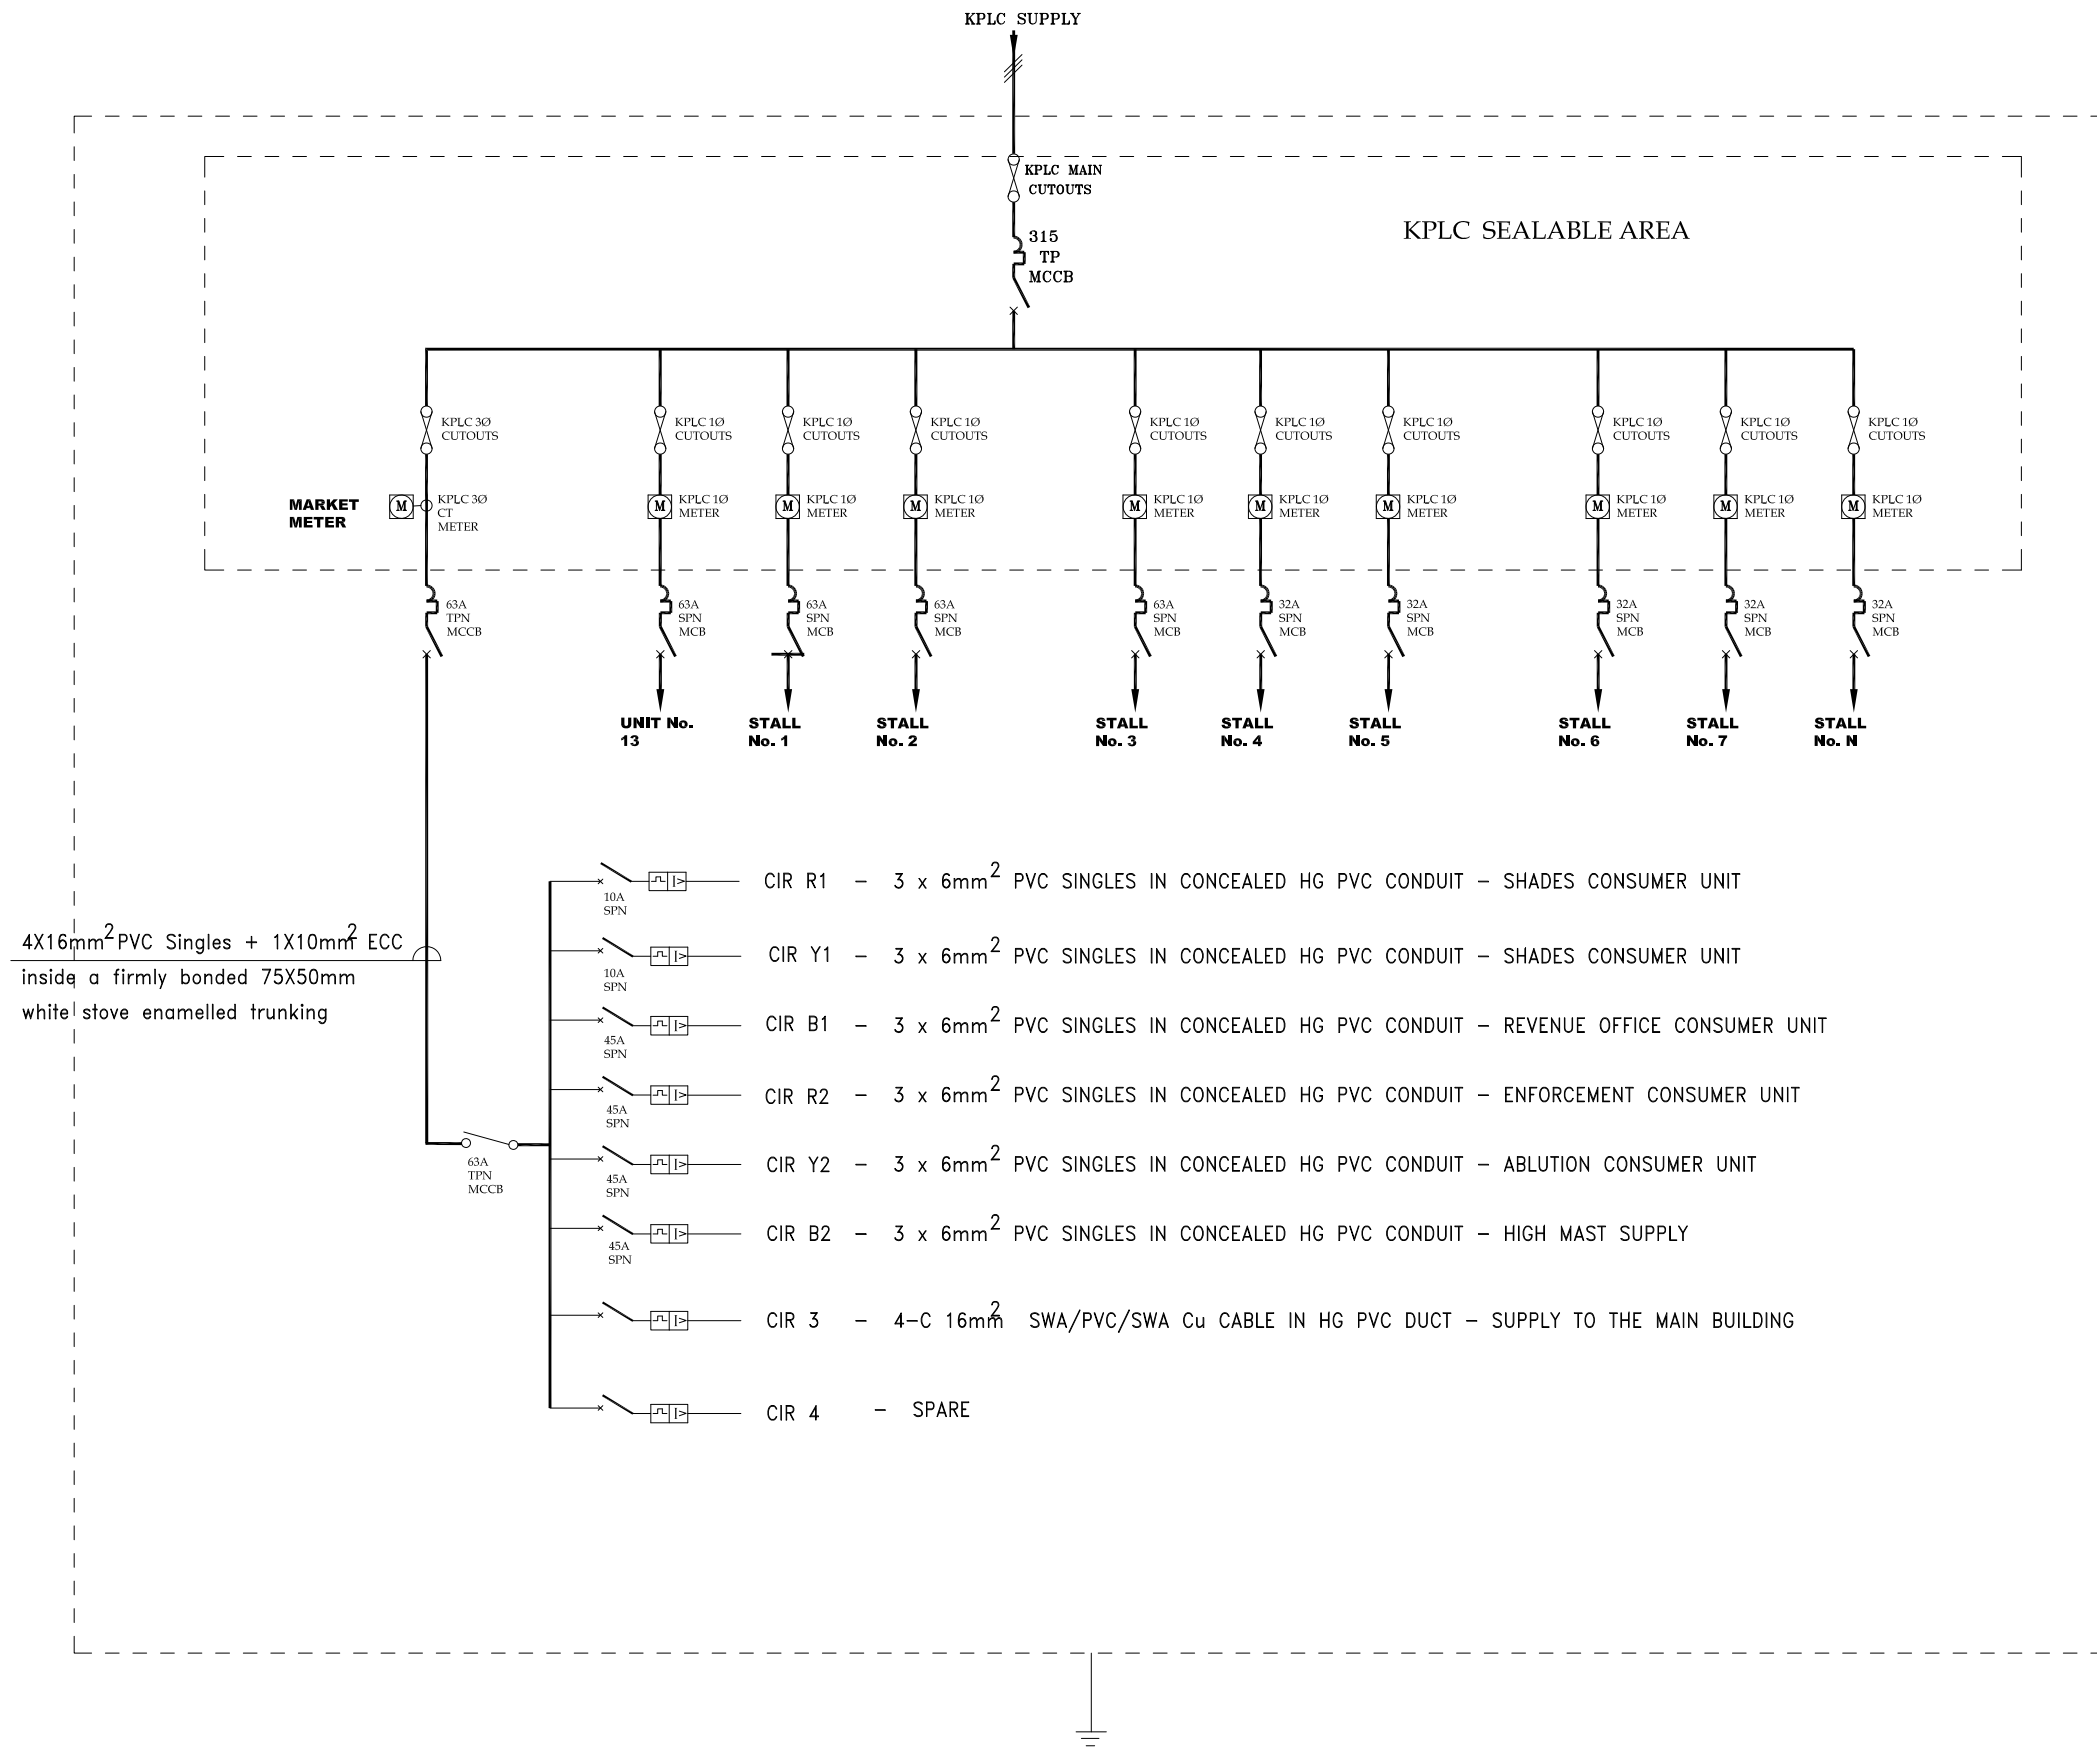 KPLC SUPPLY
KPLC MAIN
CUTOUTS
KPLC SEALABLE AREA
315
TP
MCCB
KPLC 3Ø
CUTOUTS
KPLC 1Ø
CUTOUTS
KPLC 1Ø
CUTOUTS
KPLC 1Ø
CUTOUTS
KPLC 1Ø
CUTOUTS
KPLC 1Ø
CUTOUTS
KPLC 1Ø
CUTOUTS
KPLC 1Ø
CUTOUTS
KPLC 1Ø
CUTOUTS
KPLC 1Ø
CUTOUTS
MARKET
METER
M
KPLC 3Ø
CT
METER
M
KPLC 1Ø
METER
M
KPLC 1Ø
METER
M
KPLC 1Ø
METER
M
KPLC 1Ø
METER
M
KPLC 1Ø
METER
M
KPLC 1Ø
METER
M
KPLC 1Ø
METER
M
KPLC 1Ø
METER
M
KPLC 1Ø
METER
63A
TPN
MCCB
63A
SPN
MCB
63A
SPN
MCB
63A
SPN
MCB
63A
SPN
MCB
32A
SPN
MCB
32A
SPN
MCB
32A
SPN
MCB
32A
SPN
MCB
32A
SPN
MCB
UNIT No.
13
STALL
No. 1
STALL
No. 2
STALL
No. 3
STALL
No. 4
STALL
No. 5
STALL
No. 6
STALL
No. 7
STALL
No. N
4X16mm² PVC Singles + 1X10mm² ECC
inside a firmly bonded 75X50mm
white stove enamelled trunking
63A
TPN
MCCB
10A
SPN
CIR R1 – 3 x 6mm² PVC SINGLES IN CONCEALED HG PVC CONDUIT – SHADES CONSUMER UNIT
10A
SPN
CIR Y1 – 3 x 6mm² PVC SINGLES IN CONCEALED HG PVC CONDUIT – SHADES CONSUMER UNIT
45A
SPN
CIR B1 – 3 x 6mm² PVC SINGLES IN CONCEALED HG PVC CONDUIT – REVENUE OFFICE CONSUMER UNIT
45A
SPN
CIR R2 – 3 x 6mm² PVC SINGLES IN CONCEALED HG PVC CONDUIT – ENFORCEMENT CONSUMER UNIT
45A
SPN
CIR Y2 – 3 x 6mm² PVC SINGLES IN CONCEALED HG PVC CONDUIT – ABLUTION CONSUMER UNIT
45A
SPN
CIR B2 – 3 x 6mm² PVC SINGLES IN CONCEALED HG PVC CONDUIT – HIGH MAST SUPPLY
CIR 3 – 4–C 16mm² SWA/PVC/SWA Cu CABLE IN HG PVC DUCT – SUPPLY TO THE MAIN BUILDING
CIR 4 – SPARE